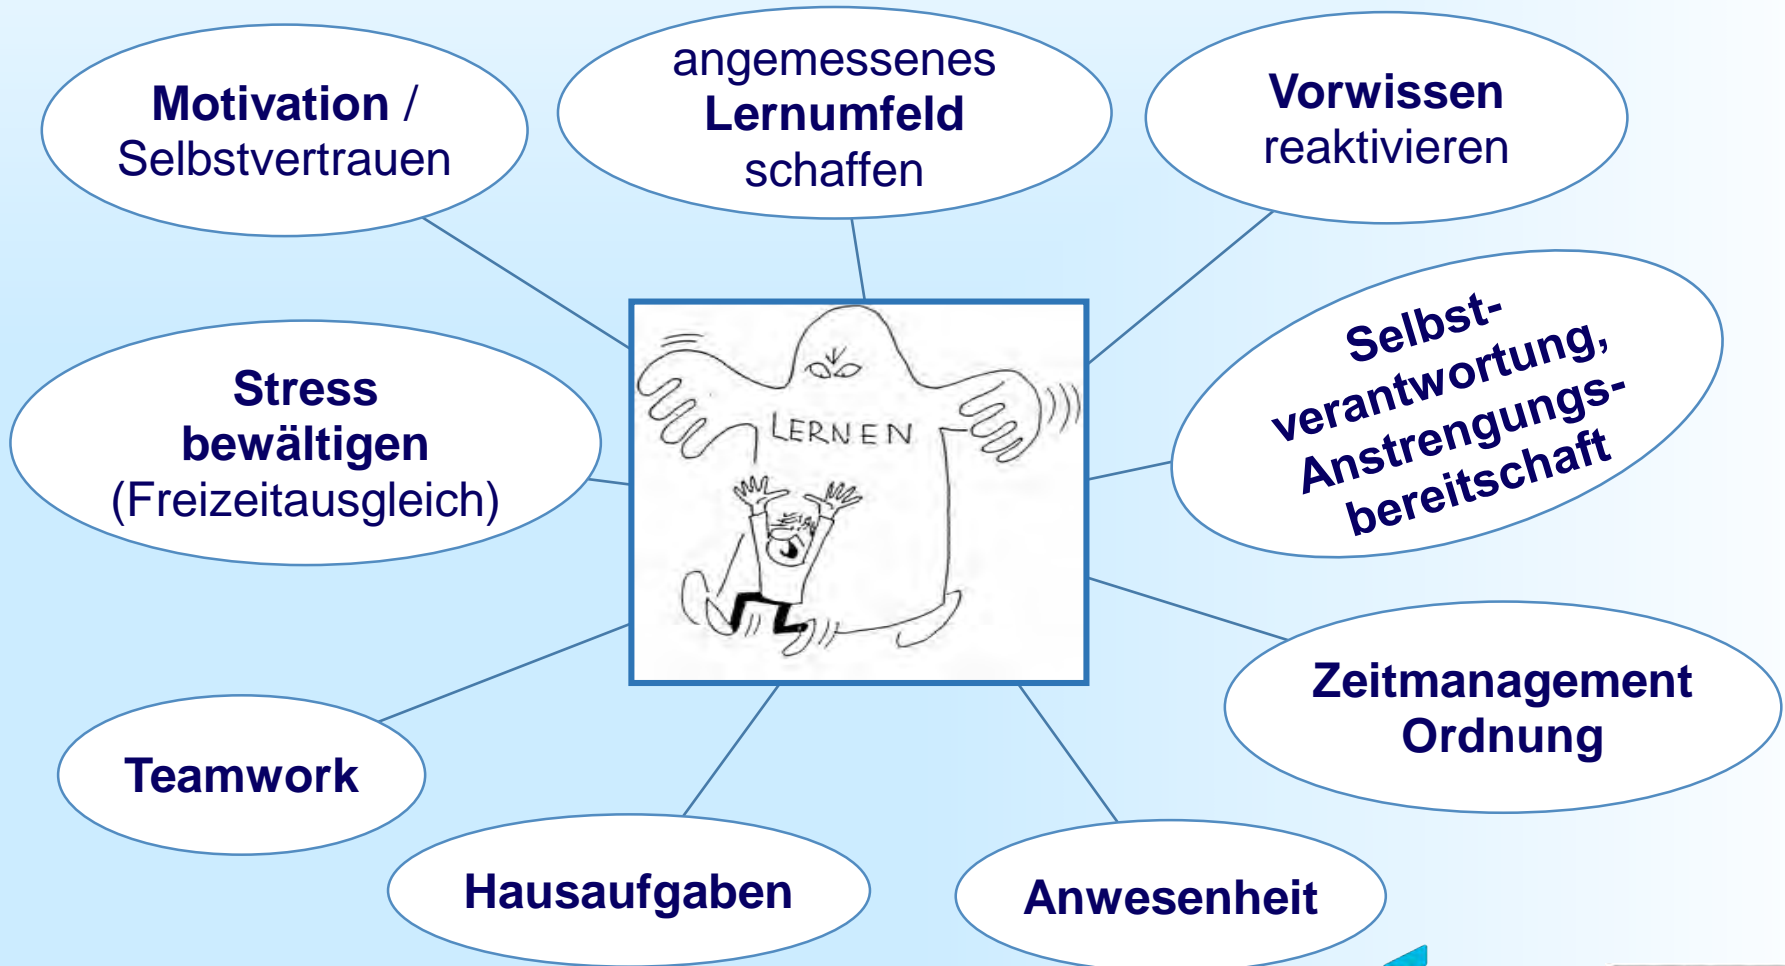 Motivation /
Selbstvertrauen
angemessenes
Lernumfeld
schaffen
Vorwissen
reaktivieren
Stress
bewältigen
(Freizeitausgleich)
LERNEN
Selbst-
verantwortung,
Anstrengungs-
bereitschaft
Zeitmanagement
Ordnung
Teamwork
Hausaufgaben
Anwesenheit